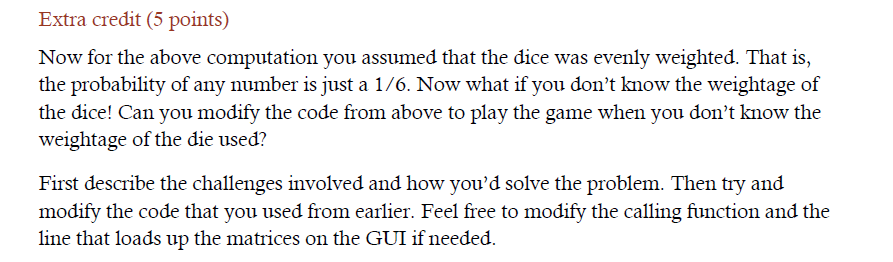 Extra credit (5 points)
Now for the above computation you assumed that the dice was evenly weighted. That is,
the probability of any number is just a 1/6. Now what if you don't know the weightage of
the dice! Can you modify the code from above to play the game when you don't know the
weightage of the die used?
First describe the challenges involved and how you'd solve the problem. Then try and
modify the code that you used from earlier. Feel free to modify the calling function and the
line that loads up the matrices on the GUI if needed.